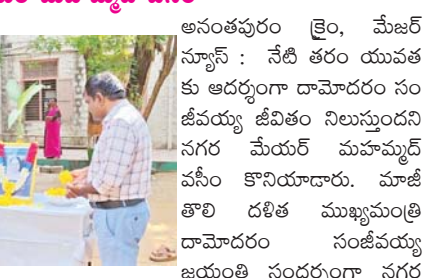 అనంతపురం క్రైం, మేజర్
న్యూస్ : నేటి తరం యువత
కు ఆదర్శంగా దామోదరం సం
జీవయ్య జీవితం నిలుస్తుందని
నగర మేయర్ మహమ్మద్
వసీం కొనియాడారు. మాజీ
తొలి దళిత ముఖ్యమంత్రి
దామోదరం సంజీవయ్య
జయంతి సందర్భంగా నగర